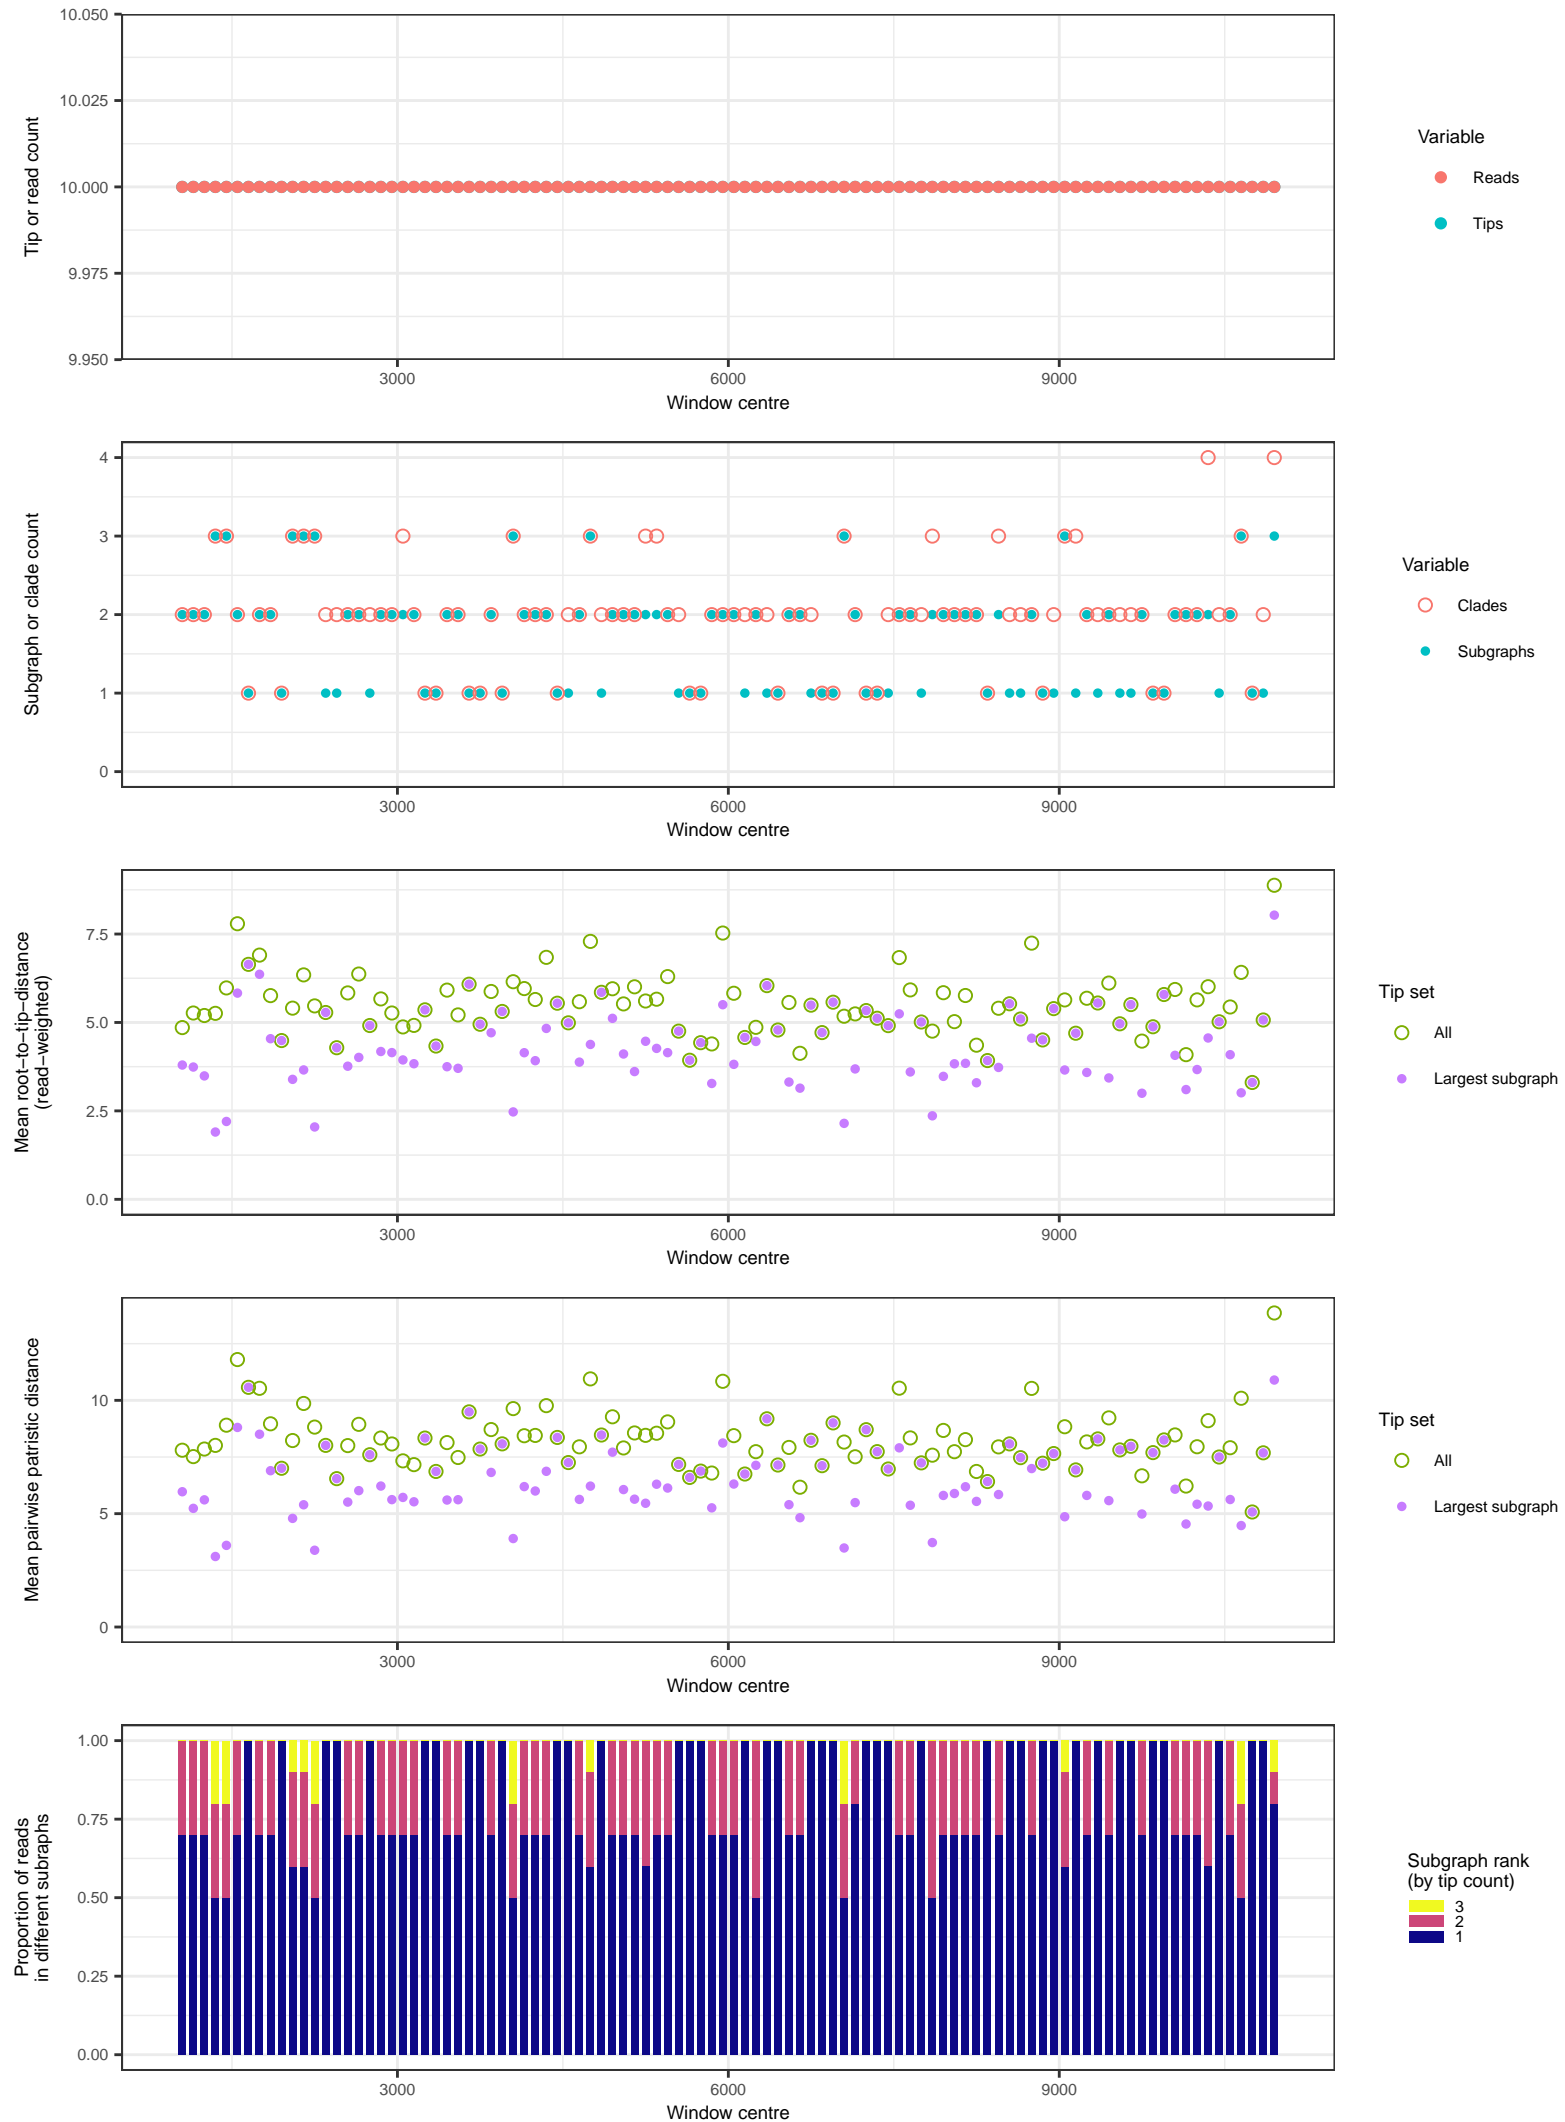 10.050
10.025
10.000
9.975
9.950
Tip or read count
3000 6000 9000
Window centre
Variable
Reads
Tips
4
3
2
1
0
Subgraph or clade count
3000 6000 9000
Window centre
Variable
Clades
Subgraphs
7.5
5.0
2.5
0.0
Mean root−to−tip−distance
(read−weighted)
3000 6000 9000
Window centre
Tip set
All
Largest subgraph
10
5
0
Mean pairwise patristic distance
3000 6000 9000
Window centre
Tip set
All
Largest subgraph
1.00
0.75
0.50
0.25
0.00
Proportion of reads
in different subraphs
3000 6000 9000
Window centre
Subgraph rank
(by tip count)
3
2
1